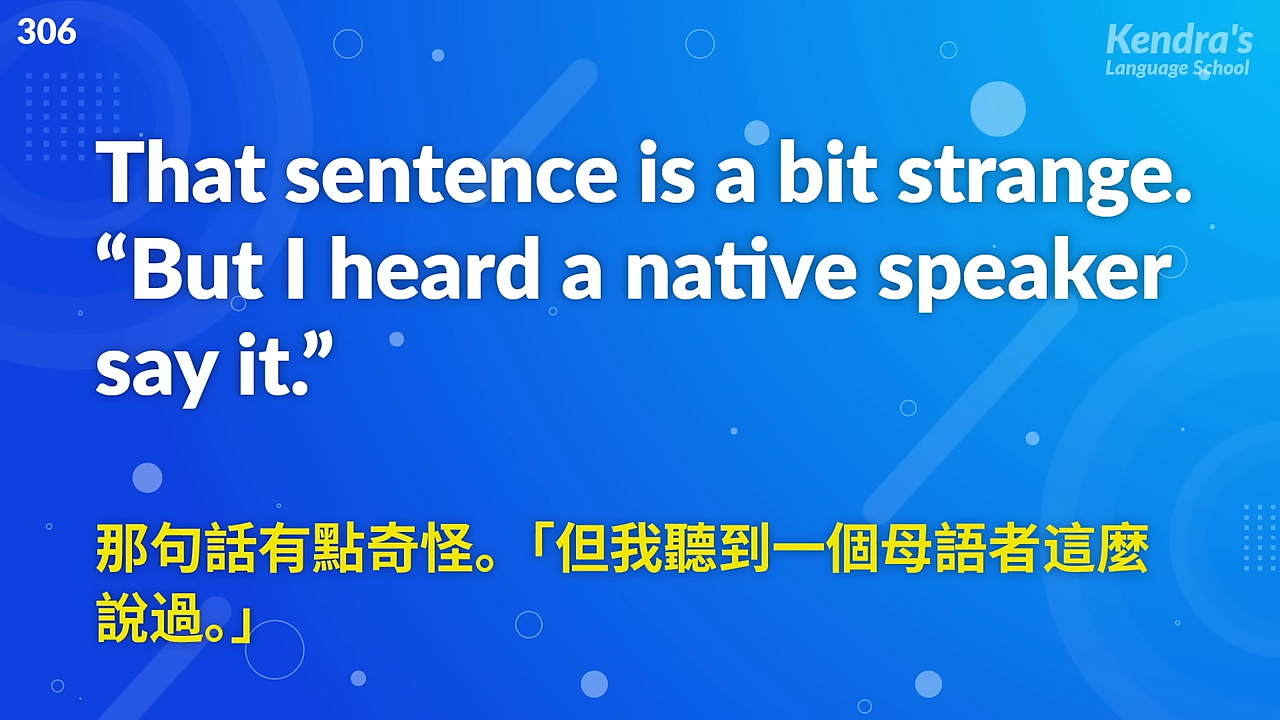 306
Kendra's
Language School
That sentence is a bit strange.
“But I heard a native speaker
say it.”
那句話有點奇怪。「但我聽到一個母語者這麼
說過。」